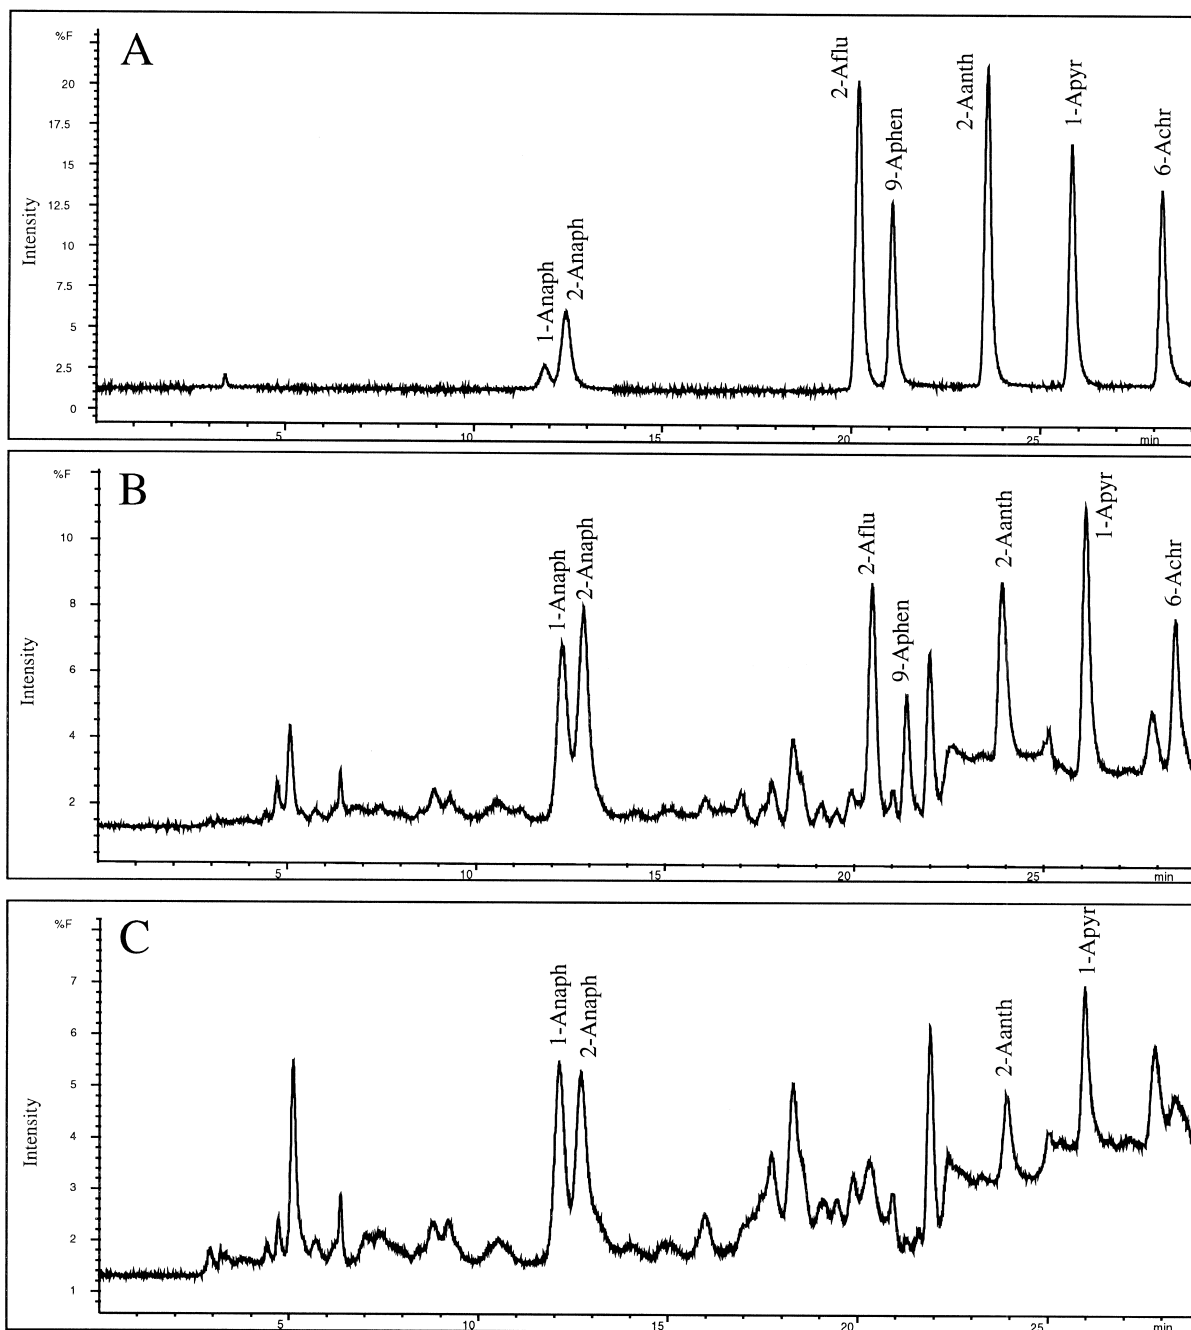 %F
A
20
17.5
15
12.5
10
7.5
5
2.5
0
Intensity
1-Anaph
2-Anaph
2-Aflu
9-Aphen
2-Aanth
1-Apyr
6-Achr
5
10
15
20
25
min
%F
B
10
8
6
4
2
Intensity
1-Anaph
2-Anaph
2-Aflu
9-Aphen
2-Aanth
1-Apyr
6-Achr
5
10
15
20
25
min
%F
C
7
6
5
4
3
2
1
Intensity
1-Anaph
2-Anaph
2-Aanth
1-Apyr
5
10
15
20
25
min